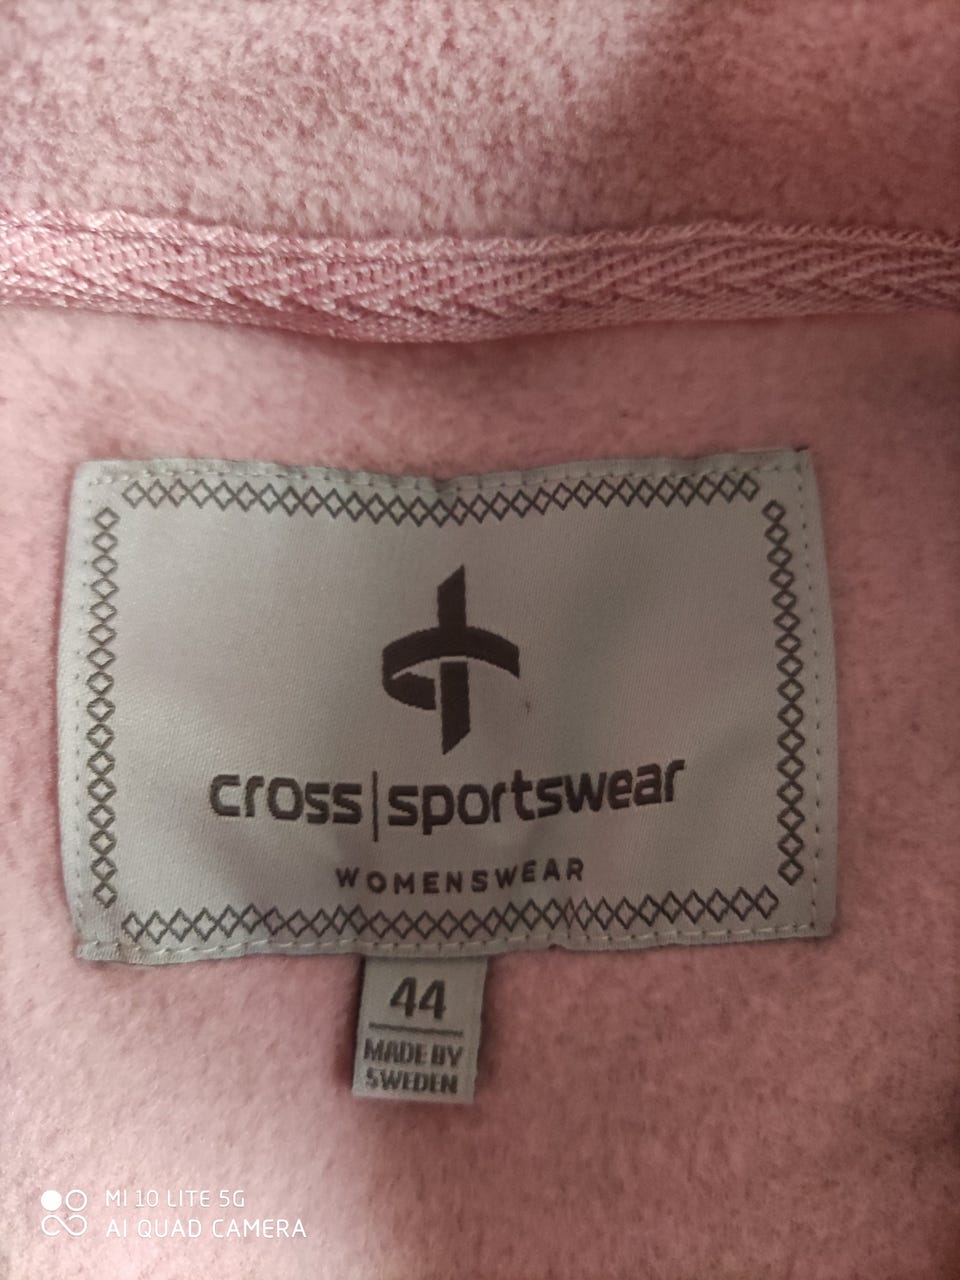 cross|sportswear
WOMENSWEAR
44
MADE BY
SWEDEN
MI 10 LITE 5G
AI QUAD CAMERA